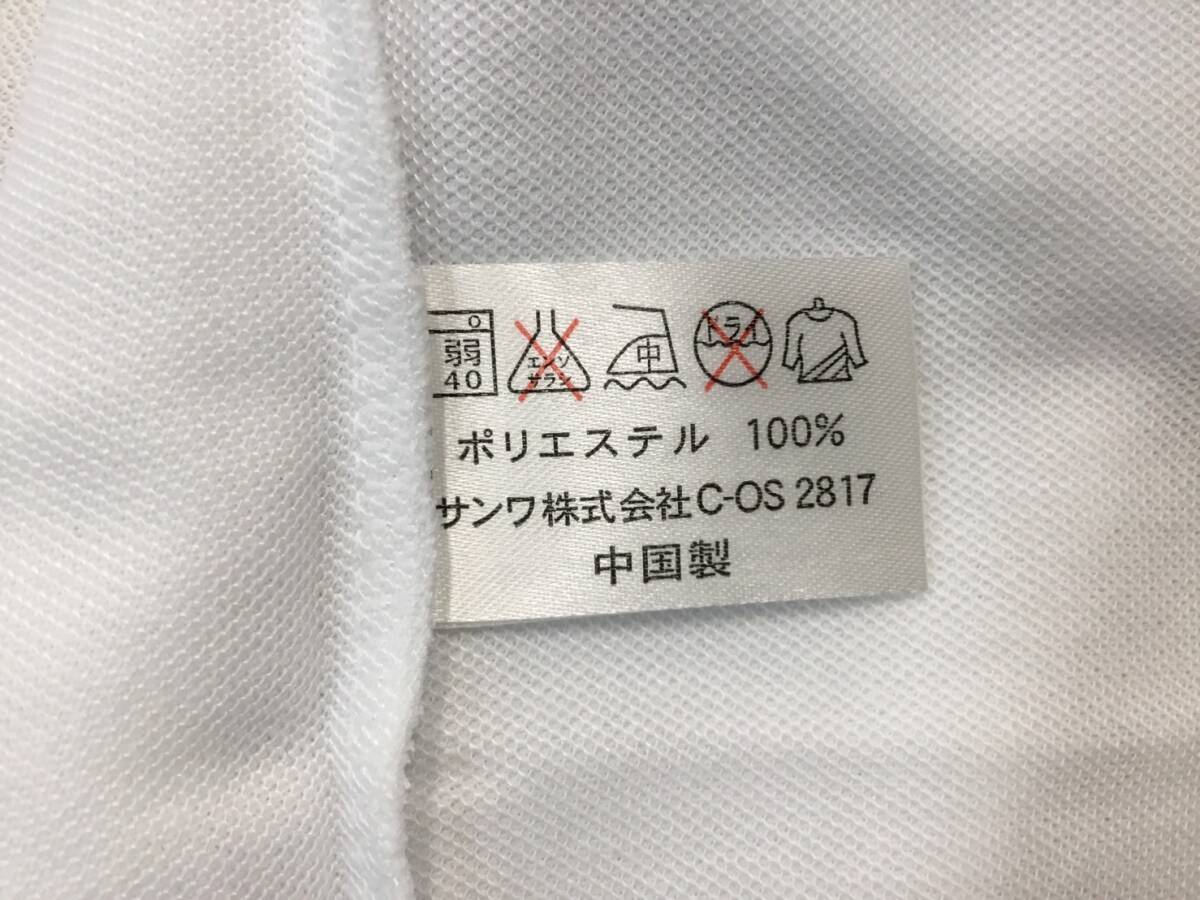 弱 エンソ 中 ドライ
40 サラシ
ポリエステル 100%
サンワ株式会社C-OS 2817
中国製